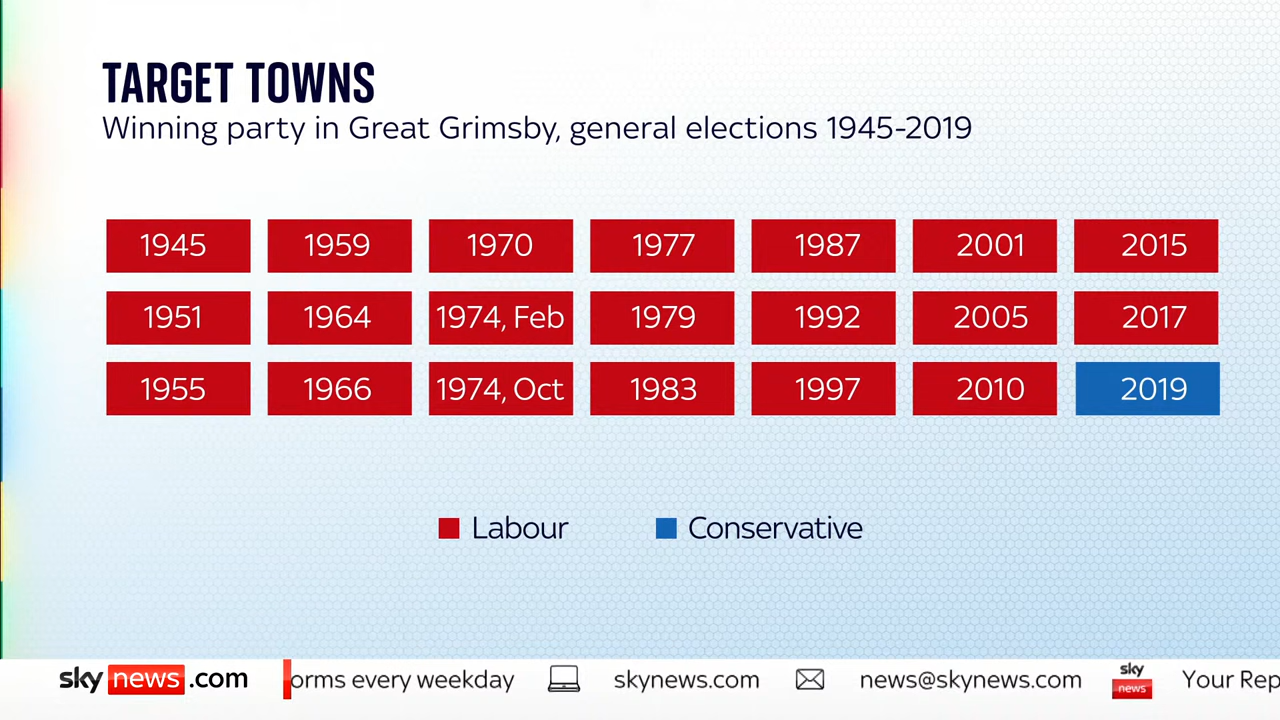 TARGET TOWNS
Winning party in Great Grimsby, general elections 1945-2019
1945 1959 1970 1977 1987 2001 2015
1951 1964 1974, Feb 1979 1992 2005 2017
1955 1966 1974, Oct 1983 1997 2010 2019
Labour Conservative
sky news .com orms every weekday skynews.com news@skynews.com sky news Your Rep